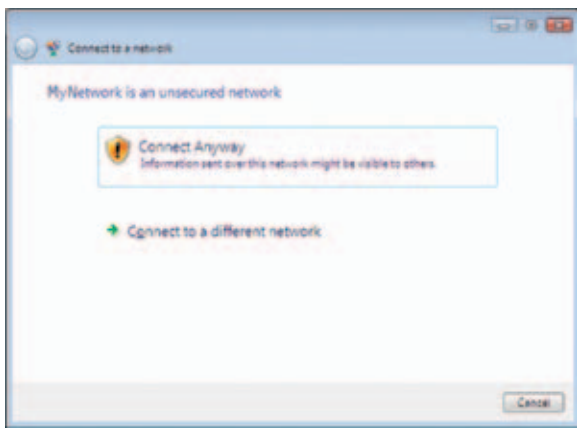 Connect to a network
MyNetwork is an unsecured network
Connect Anyway
Information sent over this network might be visible to others.
Connect to a different network
Cancel